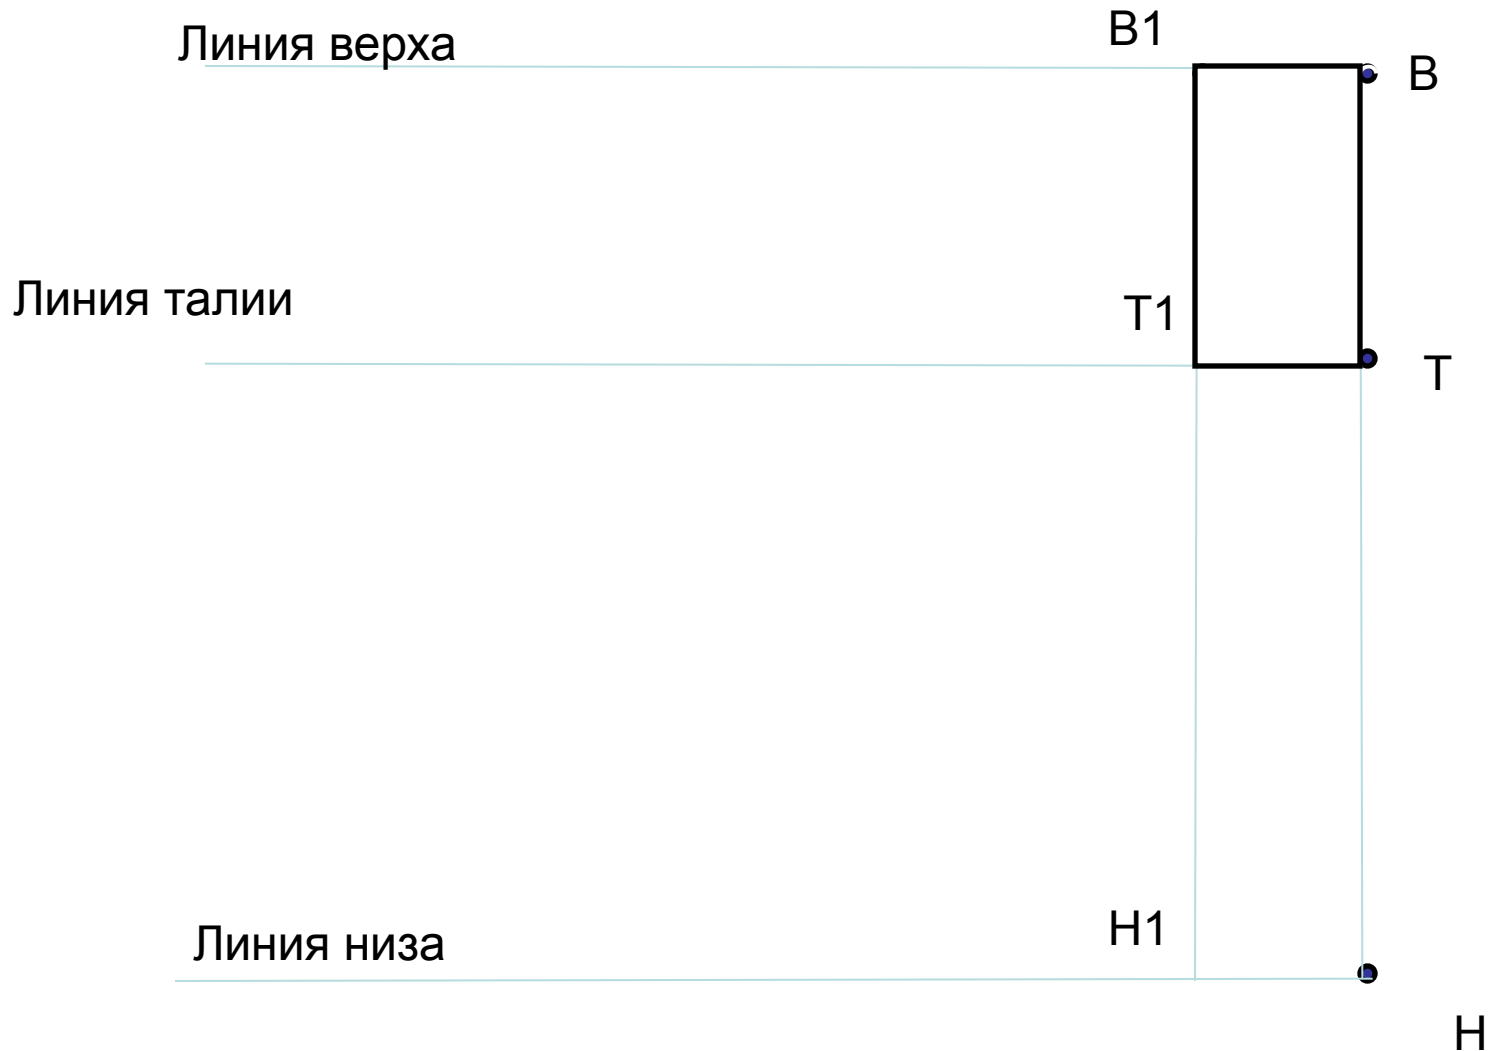 В1
Линия верха
В
Линия талии
Т1
Т
Н1
Линия низа
Н